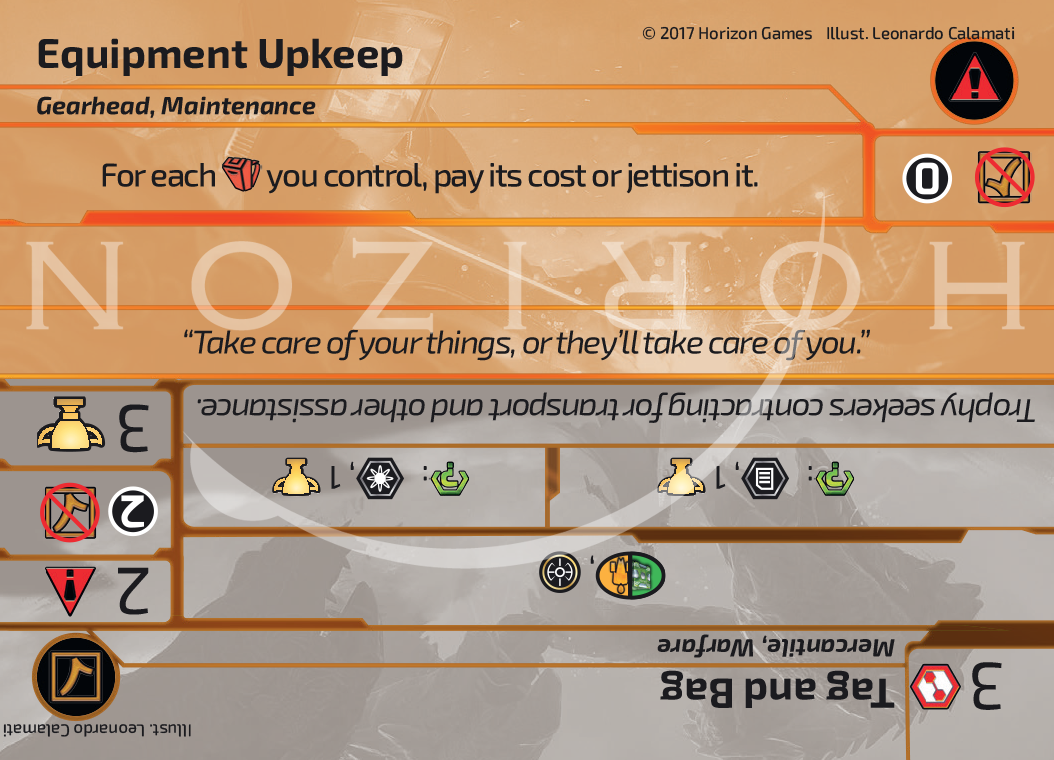 Equipment Upkeep
© 2017 Horizon Games Illust. Leonardo Calamati
Gearhead, Maintenance
For each you control, pay its cost or jettison it.
0
HORIZON
“Take care of your things, or they’ll take care of you.”
3
Tag and Bag
Mercantile, Warfare
Illust. Leonardo Calamati
2
,
2
: , 1
: , 1
3
Trophy seekers contracting for transport and other assistance.